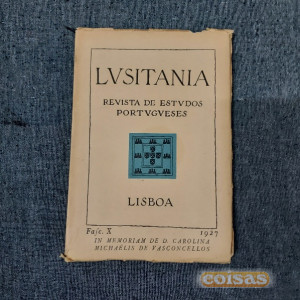 LVSITANIA
REVISTA DE ESTVDOS
PORTVGVESES
LISBOA
Fasc. X 1927
IN MEMORIAM DE D. CAROLINA
MICHAËLIS DE VASCONCELLOS
coisas